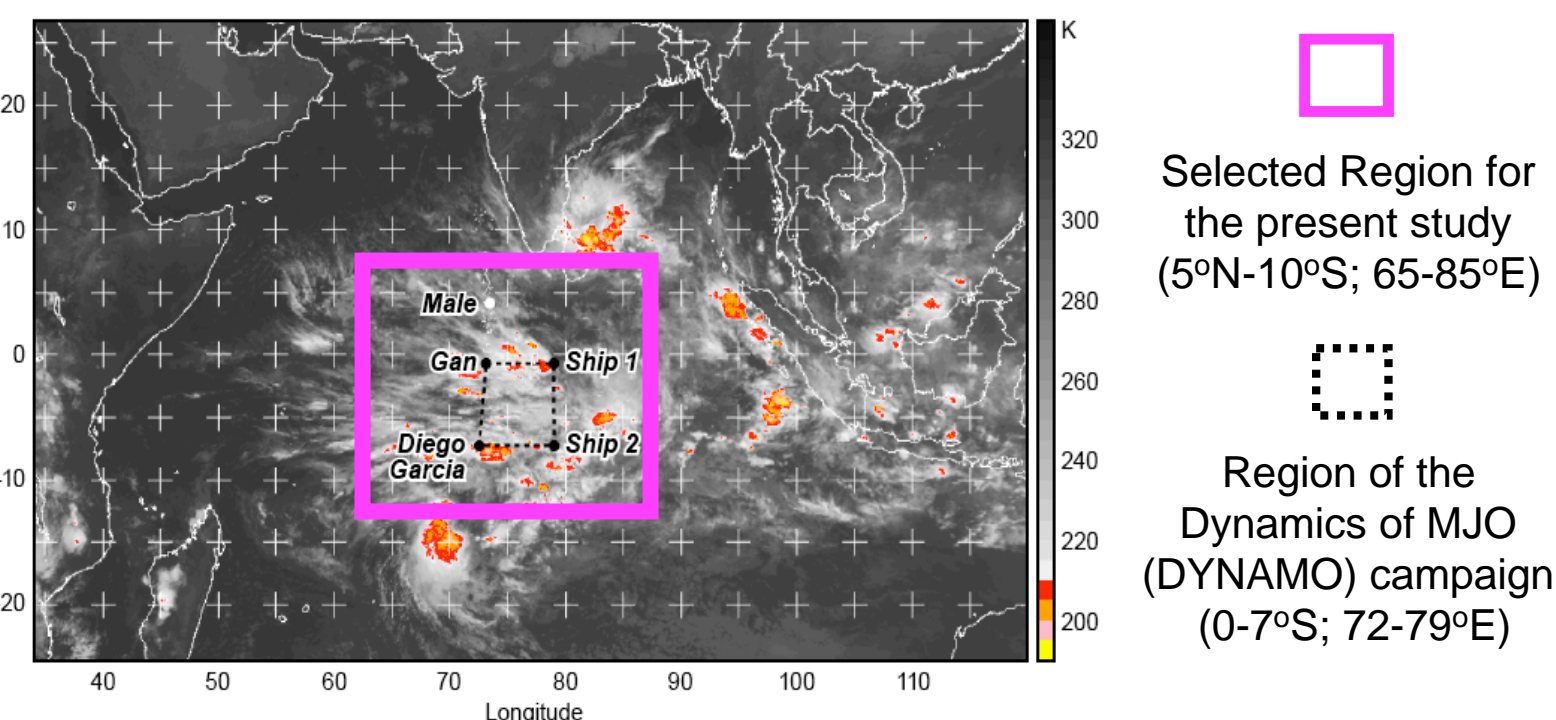 K
320
300
280
260
240
220
200
20
10
0
-10
-20
40
50
60
70
80
90
100
110
Longitude
Male
Gan
Ship 1
Diego
Garcia
Ship 2
Selected Region for
the present study
(5ºN-10ºS; 65-85ºE)
Region of the
Dynamics of MJO
(DYNAMO) campaign
(0-7ºS; 72-79ºE)